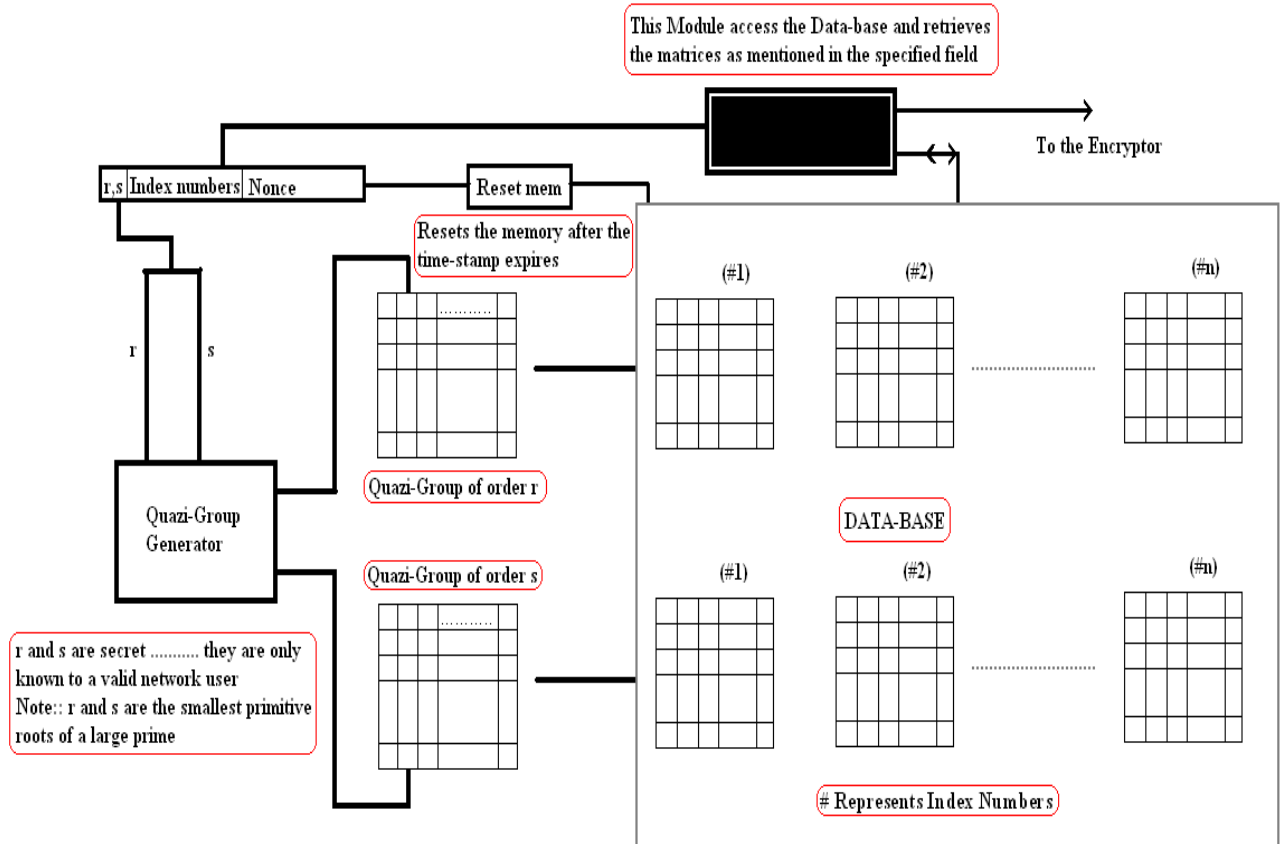 This Module access the Data-base and retrieves
the matrices as mentioned in the specified field
To the Encryptor
r,s Index numbers Nonce
Reset mem
Resets the memory after the
time-stamp expires
(#1)
(#2)
(#n)
...........
r
s
Quazi-Group
Generator
Quazi-Group of order r
DATA-BASE
Quazi-Group of order s
(#1)
(#2)
(#n)
...........
r and s are secret ........... they are only
known to a valid network user
Note:: r and s are the smallest primitive
roots of a large prime
# Represents Index Numbers